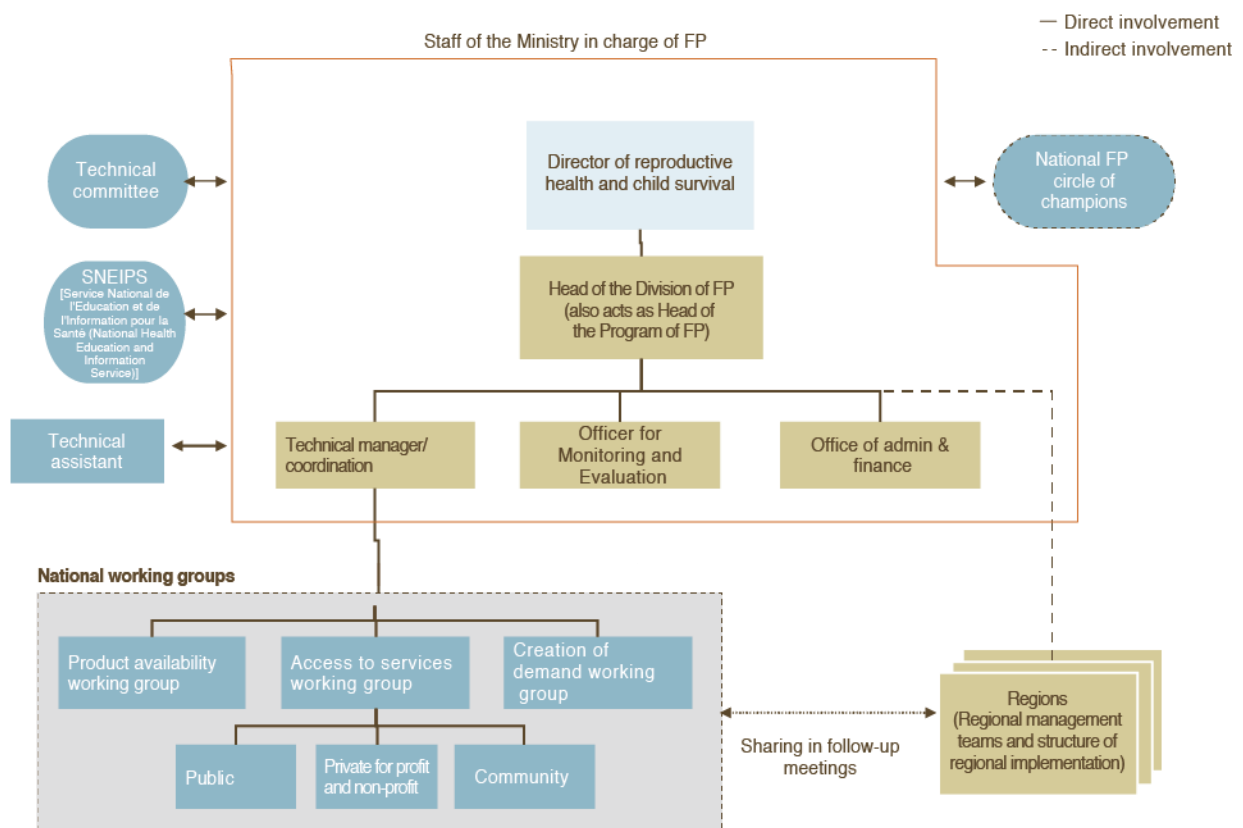 Direct involvement
Indirect involvement
Staff of the Ministry in charge of FP
Technical
committee
Director of reproductive
health and child survival
National FP
circle of
champions
SNEIPS
[Service National de
l'Education et de
l'Information pour la
Santé (National Health
Education and
Information
Service)]
Head of the Division of FP
(also acts as Head of
the Program of FP)
Technical
assistant
Technical manager/
coordination
Officer for
Monitoring and
Evaluation
Office of admin &
finance
National working groups
Product availability
working group
Access to services
working group
Creation of
demand working
group
Public
Private for profit
and non-profit
Community
Sharing in follow-up
meetings
Regions
(Regional management
teams and structure of
regional implementation)